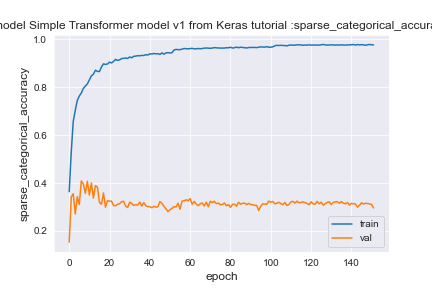 model Simple Transformer model v1 from Keras tutorial :sparse_categorical_accura
1.0
0.8
0.6
0.4
0.2
sparse_categorical_accuracy
train
val
0 20 40 60 80 100 120 140
epoch